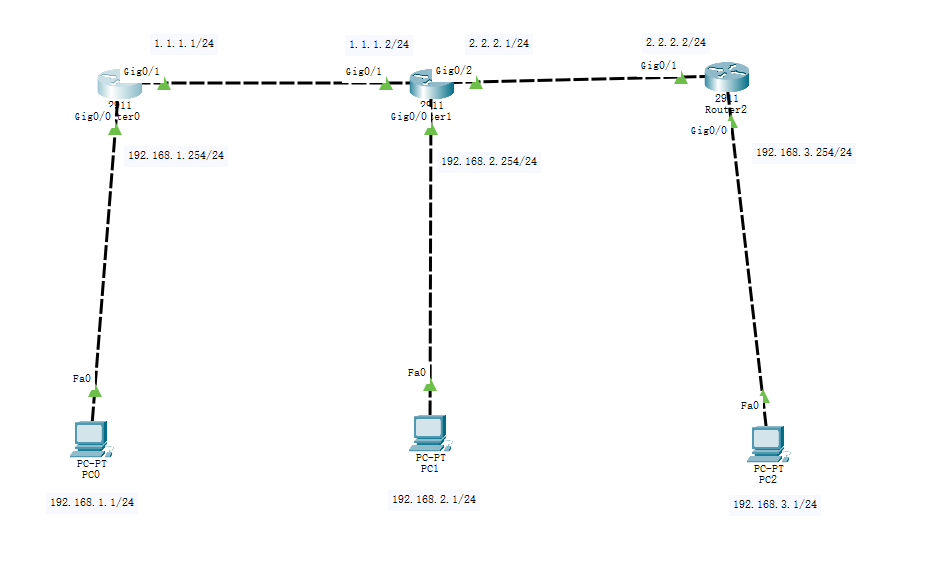 1.1.1.1/24
1.1.1.2/24
2.2.2.1/24
2.2.2.2/24
Gig0/1
Gig0/1
Gig0/2
Gig0/1
2911
2911
2911
Gig0/0 ter0
Gig0/0 er1
Router2
Gig0/0
192.168.1.254/24
192.168.2.254/24
192.168.3.254/24
Fa0
Fa0
Fa0
PC-PT
PC0
PC-PT
PC1
PC-PT
PC2
192.168.1.1/24
192.168.2.1/24
192.168.3.1/24